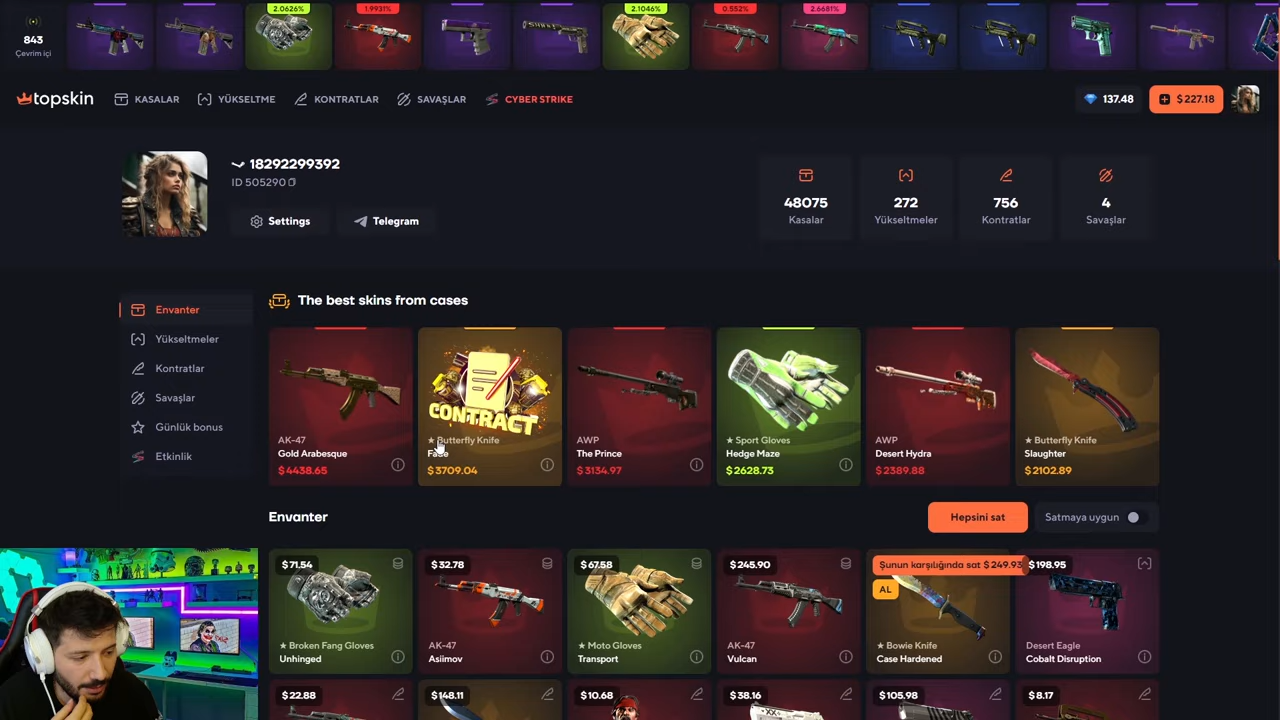 2.0626%
1.9931%
2.1046%
0.552%
2.6681%
843
Çevrim içi
topskin
KASALAR
YÜKSELTME
KONTRATLAR
SAVAŞLAR
CYBER STRIKE
137.48
$ 227.18
18292299392
ID 505290
Settings
Telegram
48075
Kasalar
272
Yükseltmeler
756
Kontratlar
4
Savaşlar
Envanter
Yükseltmeler
Kontratlar
Savaşlar
Günlük bonus
Etkinlik
The best skins from cases
AK-47
Gold Arabesque
$4438.65
CONTRACT
★ Butterfly Knife
Fade
$3709.04
AWP
The Prince
$3134.97
★ Sport Gloves
Hedge Maze
$2628.73
AWP
Desert Hydra
$2389.88
★ Butterfly Knife
Slaughter
$2102.89
Envanter
Hepsini sat
Satmaya uygun
$71.54
★ Broken Fang Gloves
Unhinged
$32.78
AK-47
Asiimov
$67.58
★ Moto Gloves
Transport
$245.90
AK-47
Vulcan
Şunun karşılığında sat $249.93
AL
★ Bowie Knife
Case Hardened
$198.95
Desert Eagle
Cobalt Disruption
$22.88
$148.11
$10.68
$38.16
$105.98
$8.17